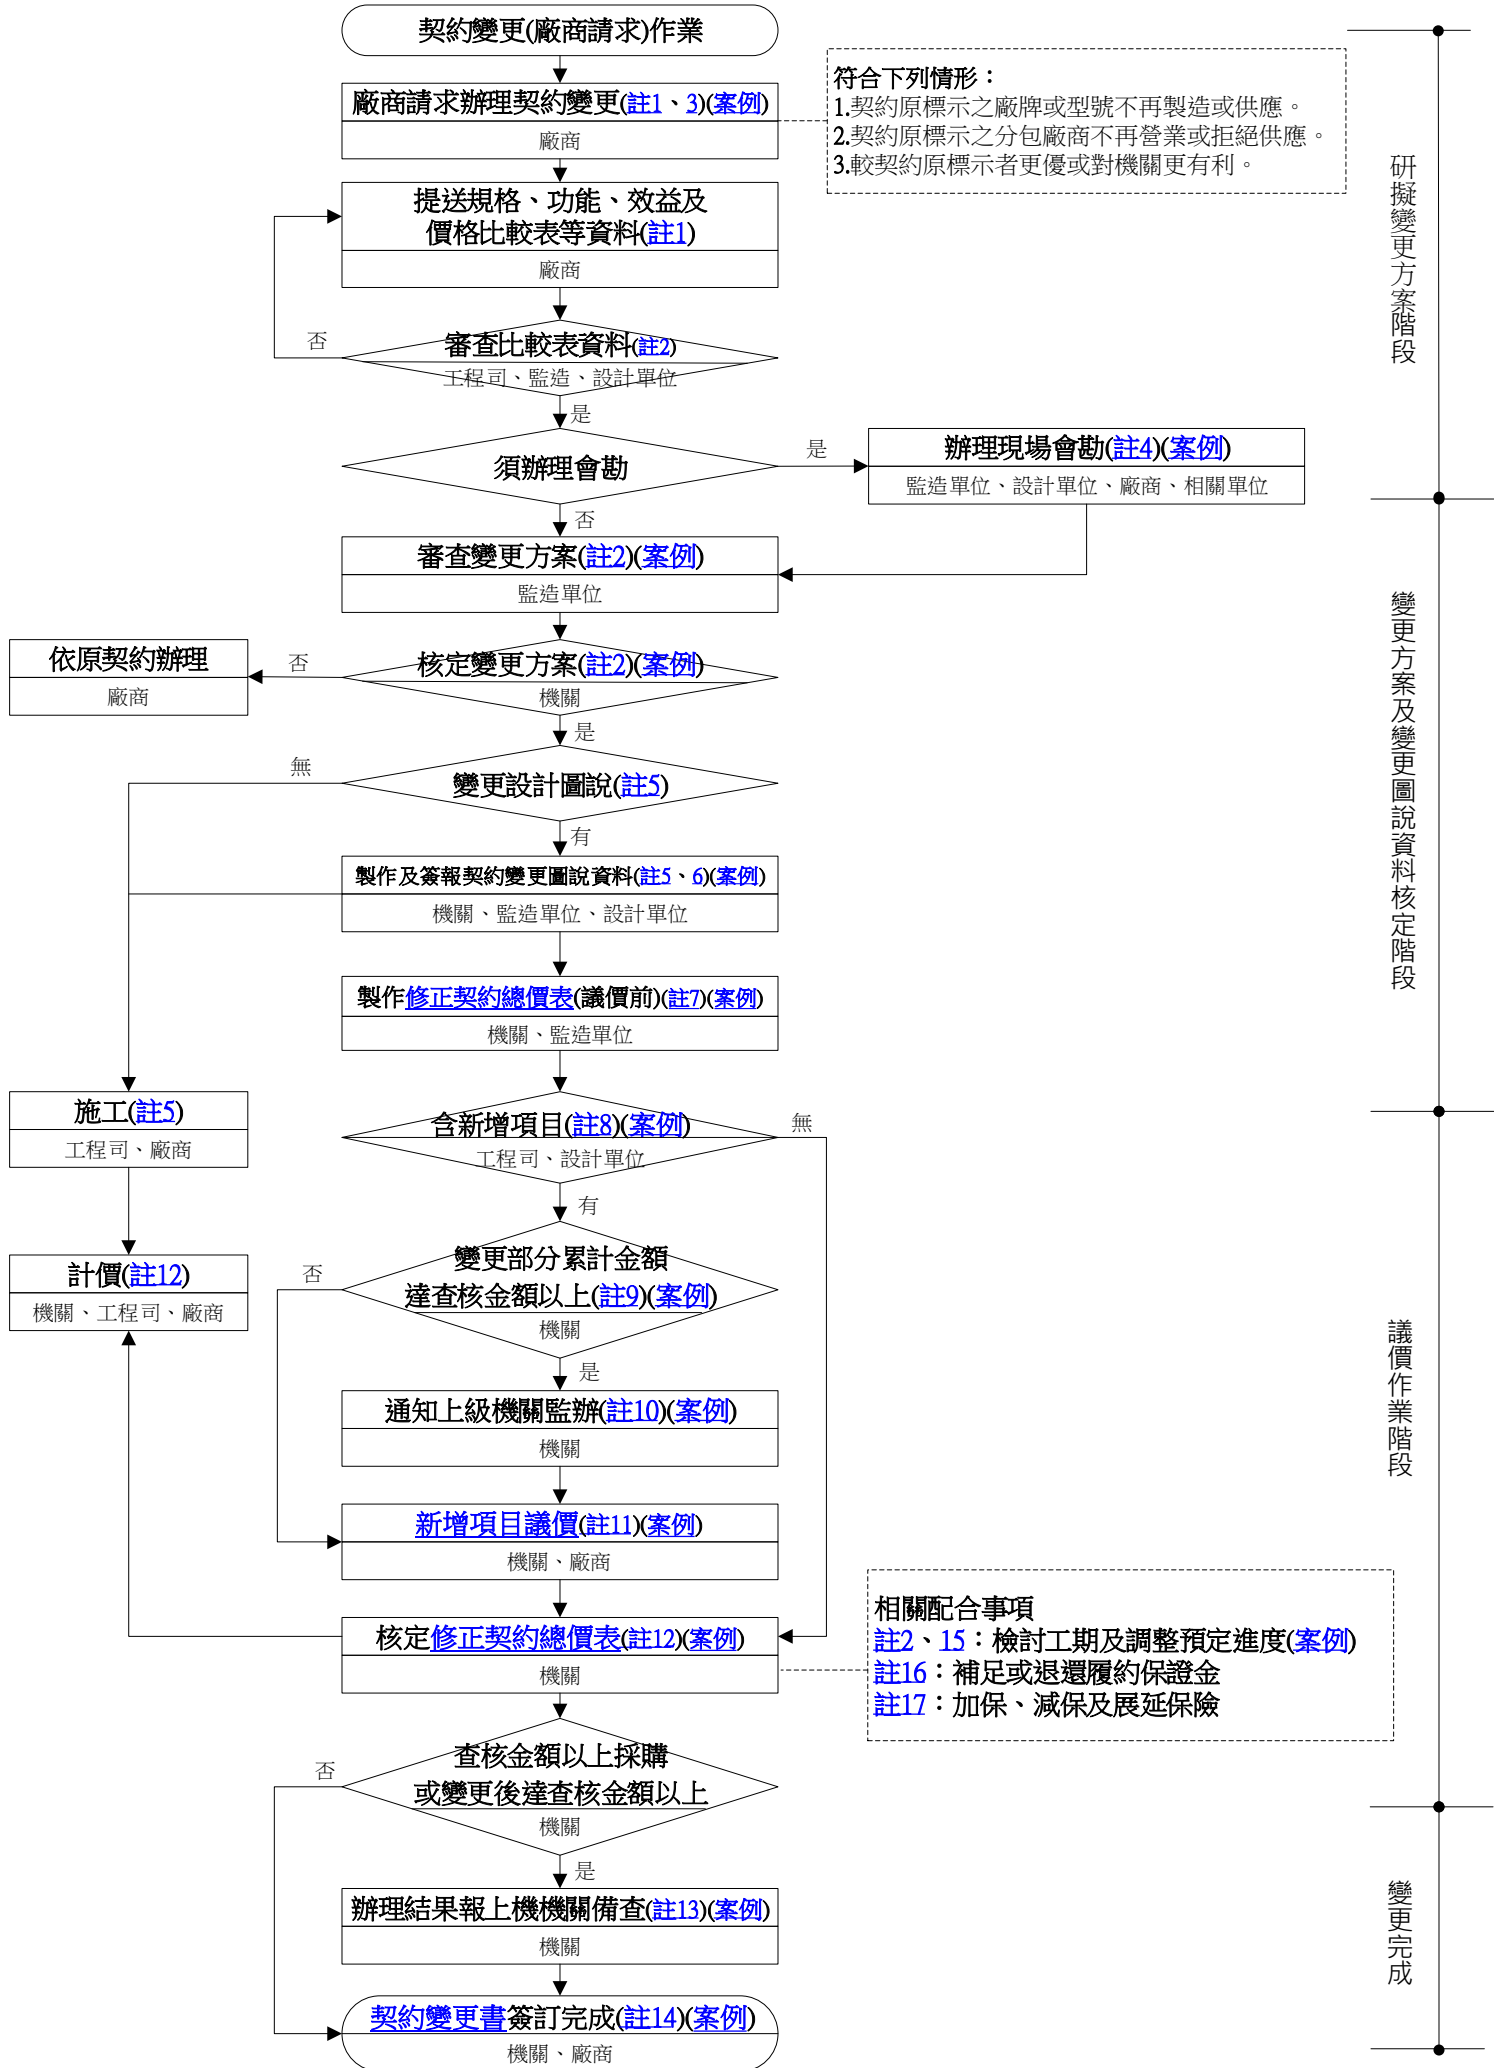 契約變更(廠商請求)作業
廠商請求辦理契約變更(註1、3)(案例)
廠商
符合下列情形：
1.契約原標示之廠牌或型號不再製造或供應。
2.契約原標示之分包廠商不再營業或拒絕供應。
3.較契約原標示者更優或對機關更有利。
研擬變更方案階段
提送規格、功能、效益及
價格比較表等資料(註1)
廠商
否
審查比較表資料(註2)
工程司、監造、設計單位
是
須辦理會勘
是
辦理現場會勘(註4)(案例)
監造單位、設計單位、廠商、相關單位
否
審查變更方案(註2)(案例)
監造單位
變更方案及變更圖說資料核定階段
依原契約辦理
廠商
否
核定變更方案(註2)(案例)
機關
是
無
變更設計圖說(註5)
有
製作及簽報契約變更圖說資料(註5、6)(案例)
機關、監造單位、設計單位
製作修正契約總價表(議價前)(註7)(案例)
機關、監造單位
施工(註5)
工程司、廠商
含新增項目(註8)(案例)
工程司、設計單位
無
有
計價(註12)
機關、工程司、廠商
否
變更部分累計金額
達查核金額以上(註9)(案例)
機關
是
議價作業階段
通知上級機關監辦(註10)(案例)
機關
新增項目議價(註11)(案例)
機關、廠商
核定修正契約總價表(註12)(案例)
機關
相關配合事項
註2、15：檢討工期及調整預定進度(案例)
註16：補足或退還履約保證金
註17：加保、減保及展延保險
否
查核金額以上採購
或變更後達查核金額以上
機關
是
辦理結果報上機機關備查(註13)(案例)
機關
變更完成
契約變更書簽訂完成(註14)(案例)
機關、廠商